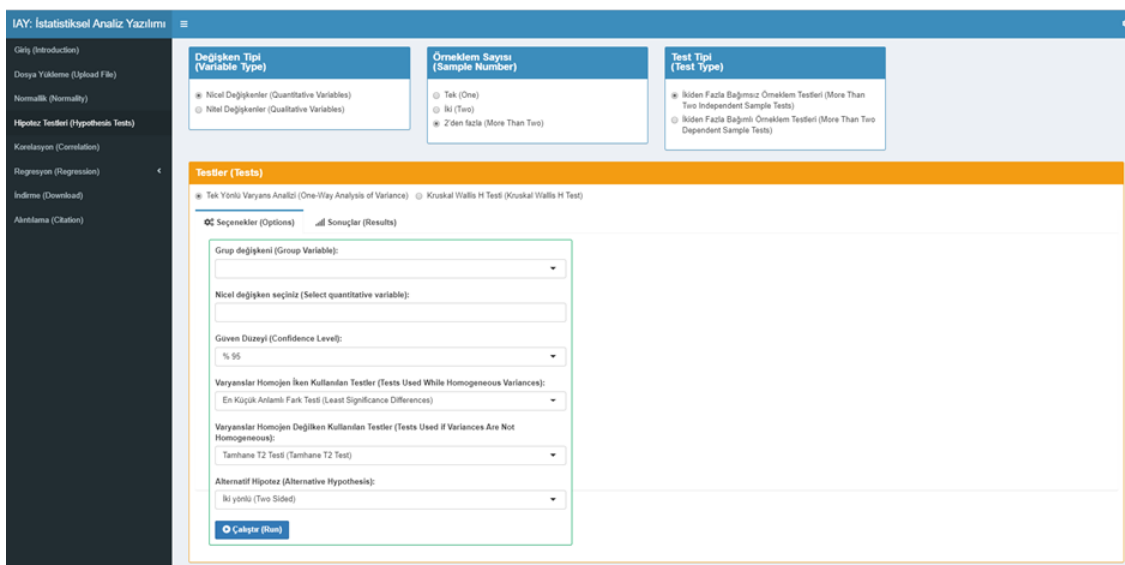 IAY: İstatistiksel Analiz Yazılımı
Giriş (Introduction)
Dosya Yükleme (Upload File)
Normallik (Normality)
Hipotez Testleri (Hypothesis Tests)
Korelasyon (Correlation)
Regresyon (Regression)
İndirme (Download)
Alıntılama (Citation)
Değişken Tipi
(Variable Type)
Nicel Değişkenler (Quantitative Variables)
Nitel Değişkenler (Qualitative Variables)
Örneklem Sayısı
(Sample Number)
Tek (One)
İki (Two)
2'den fazla (More Than Two)
Test Tipi
(Test Type)
İkiden Fazla Bağımsız Örneklem Testleri (More Than
Two Independent Sample Tests)
İkiden Fazla Bağımlı Örneklem Testleri (More Than Two
Dependent Sample Tests)
Testler (Tests)
Tek Yönlü Varyans Analizi (One-Way Analysis of Variance)
Kruskal Wallis H Testi (Kruskal Wallis H Test)
Seçenekler (Options)
Sonuçlar (Results)
Grup değişkeni (Group Variable):
Nicel değişken seçiniz (Select quantitative variable):
Güven Düzeyi (Confidence Level):
% 95
Varyanslar Homojen İken Kullanılan Testler (Tests Used While Homogeneous Variances):
En Küçük Anlamlı Fark Testi (Least Significance Differences)
Varyanslar Homojen Değilken Kullanılan Testler (Tests Used if Variances Are Not
Homogeneous):
Tamhane T2 Testi (Tamhane T2 Test)
Alternatif Hipotez (Alternative Hypothesis):
İki yönlü (Two Sided)
Çalıştır (Run)